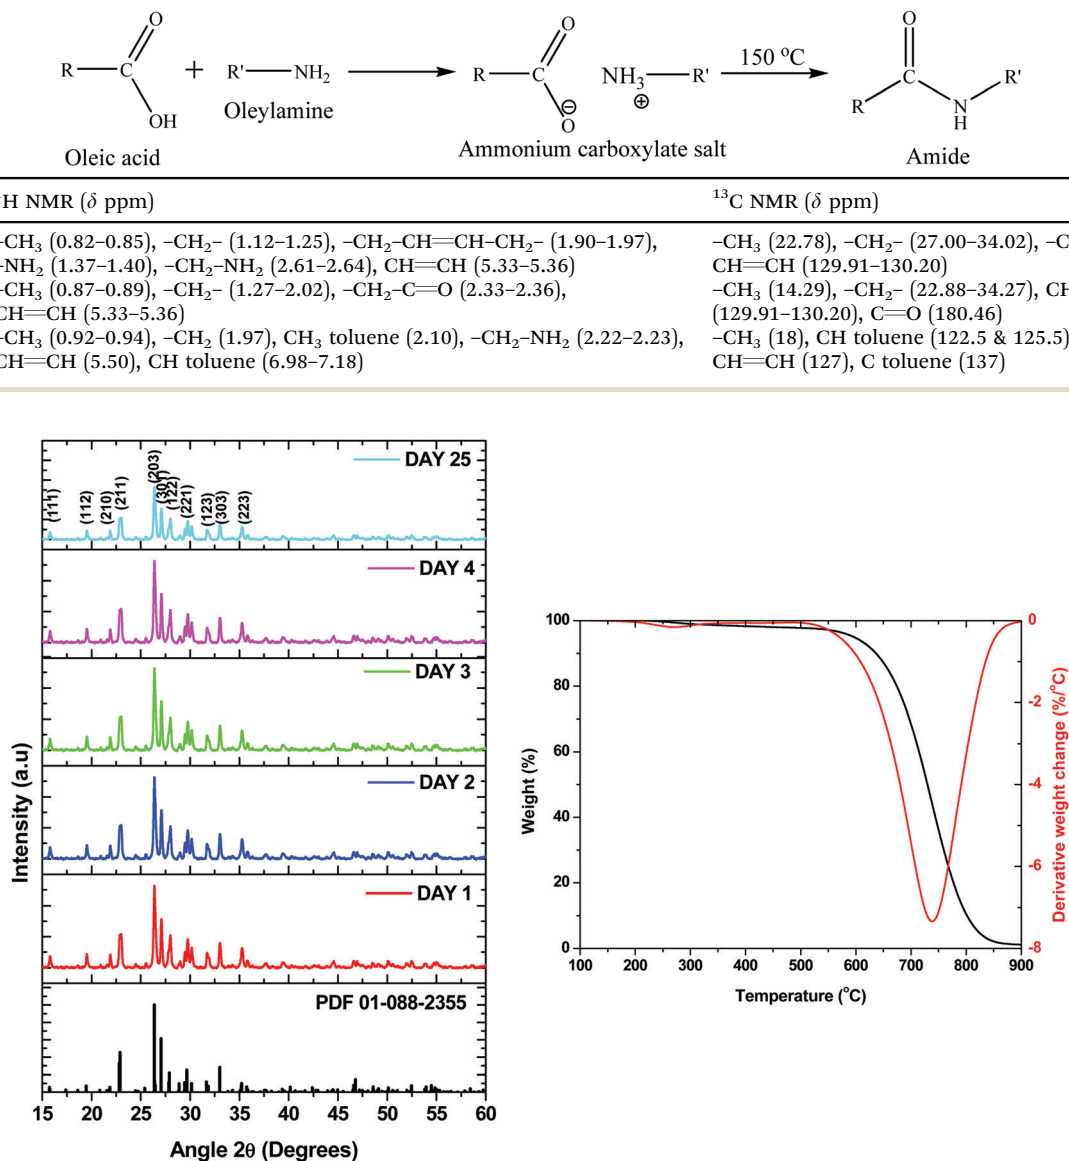 O
R C + R' NH₂
OH
Oleic acid
Oleylamine
O
R C
O ⊖
NH₃ R'
⊕
Ammonium carboxylate salt
150 °C
O
C
R N R'
H
Amide
H NMR (δ ppm) ¹³C NMR (δ ppm)
–CH₃ (0.82–0.85), –CH₂– (1.12–1.25), –CH₂-CH=CH-CH₂– (1.90–1.97), –CH₃ (22.78), –CH₂– (27.00–34.02), –C
–NH₂ (1.37–1.40), –CH₂–NH₂ (2.61–2.64), CH=CH (5.33–5.36) CH=CH (129.91–130.20)
–CH₃ (0.87–0.89), –CH₂– (1.27–2.02), –CH₂-C=O (2.33–2.36), –CH₃ (14.29), –CH₂– (22.88–34.27), CH
CH=CH (5.33–5.36) (129.91–130.20), C=O (180.46)
–CH₃ (0.92–0.94), –CH₂ (1.97), CH₃ toluene (2.10), –CH₂–NH₂ (2.22–2.23), –CH₃ (18), CH toluene (122.5 & 125.5)
CH=CH (5.50), CH toluene (6.98–7.18) CH=CH (127), C toluene (137)
DAY 25
(111) (112) (210) (211) (203) (301) (122) (221) (123) (303) (223)
DAY 4
DAY 3
DAY 2
DAY 1
PDF 01-088-2355
Intensity (a.u)
15 20 25 30 35 40 45 50 55 60
Angle 2θ (Degrees)
100
80
60
40
20
0
Weight (%)
0
-2
-4
-6
-8
Derivative weight change (%/°C)
100 200 300 400 500 600 700 800 900
Temperature (°C)